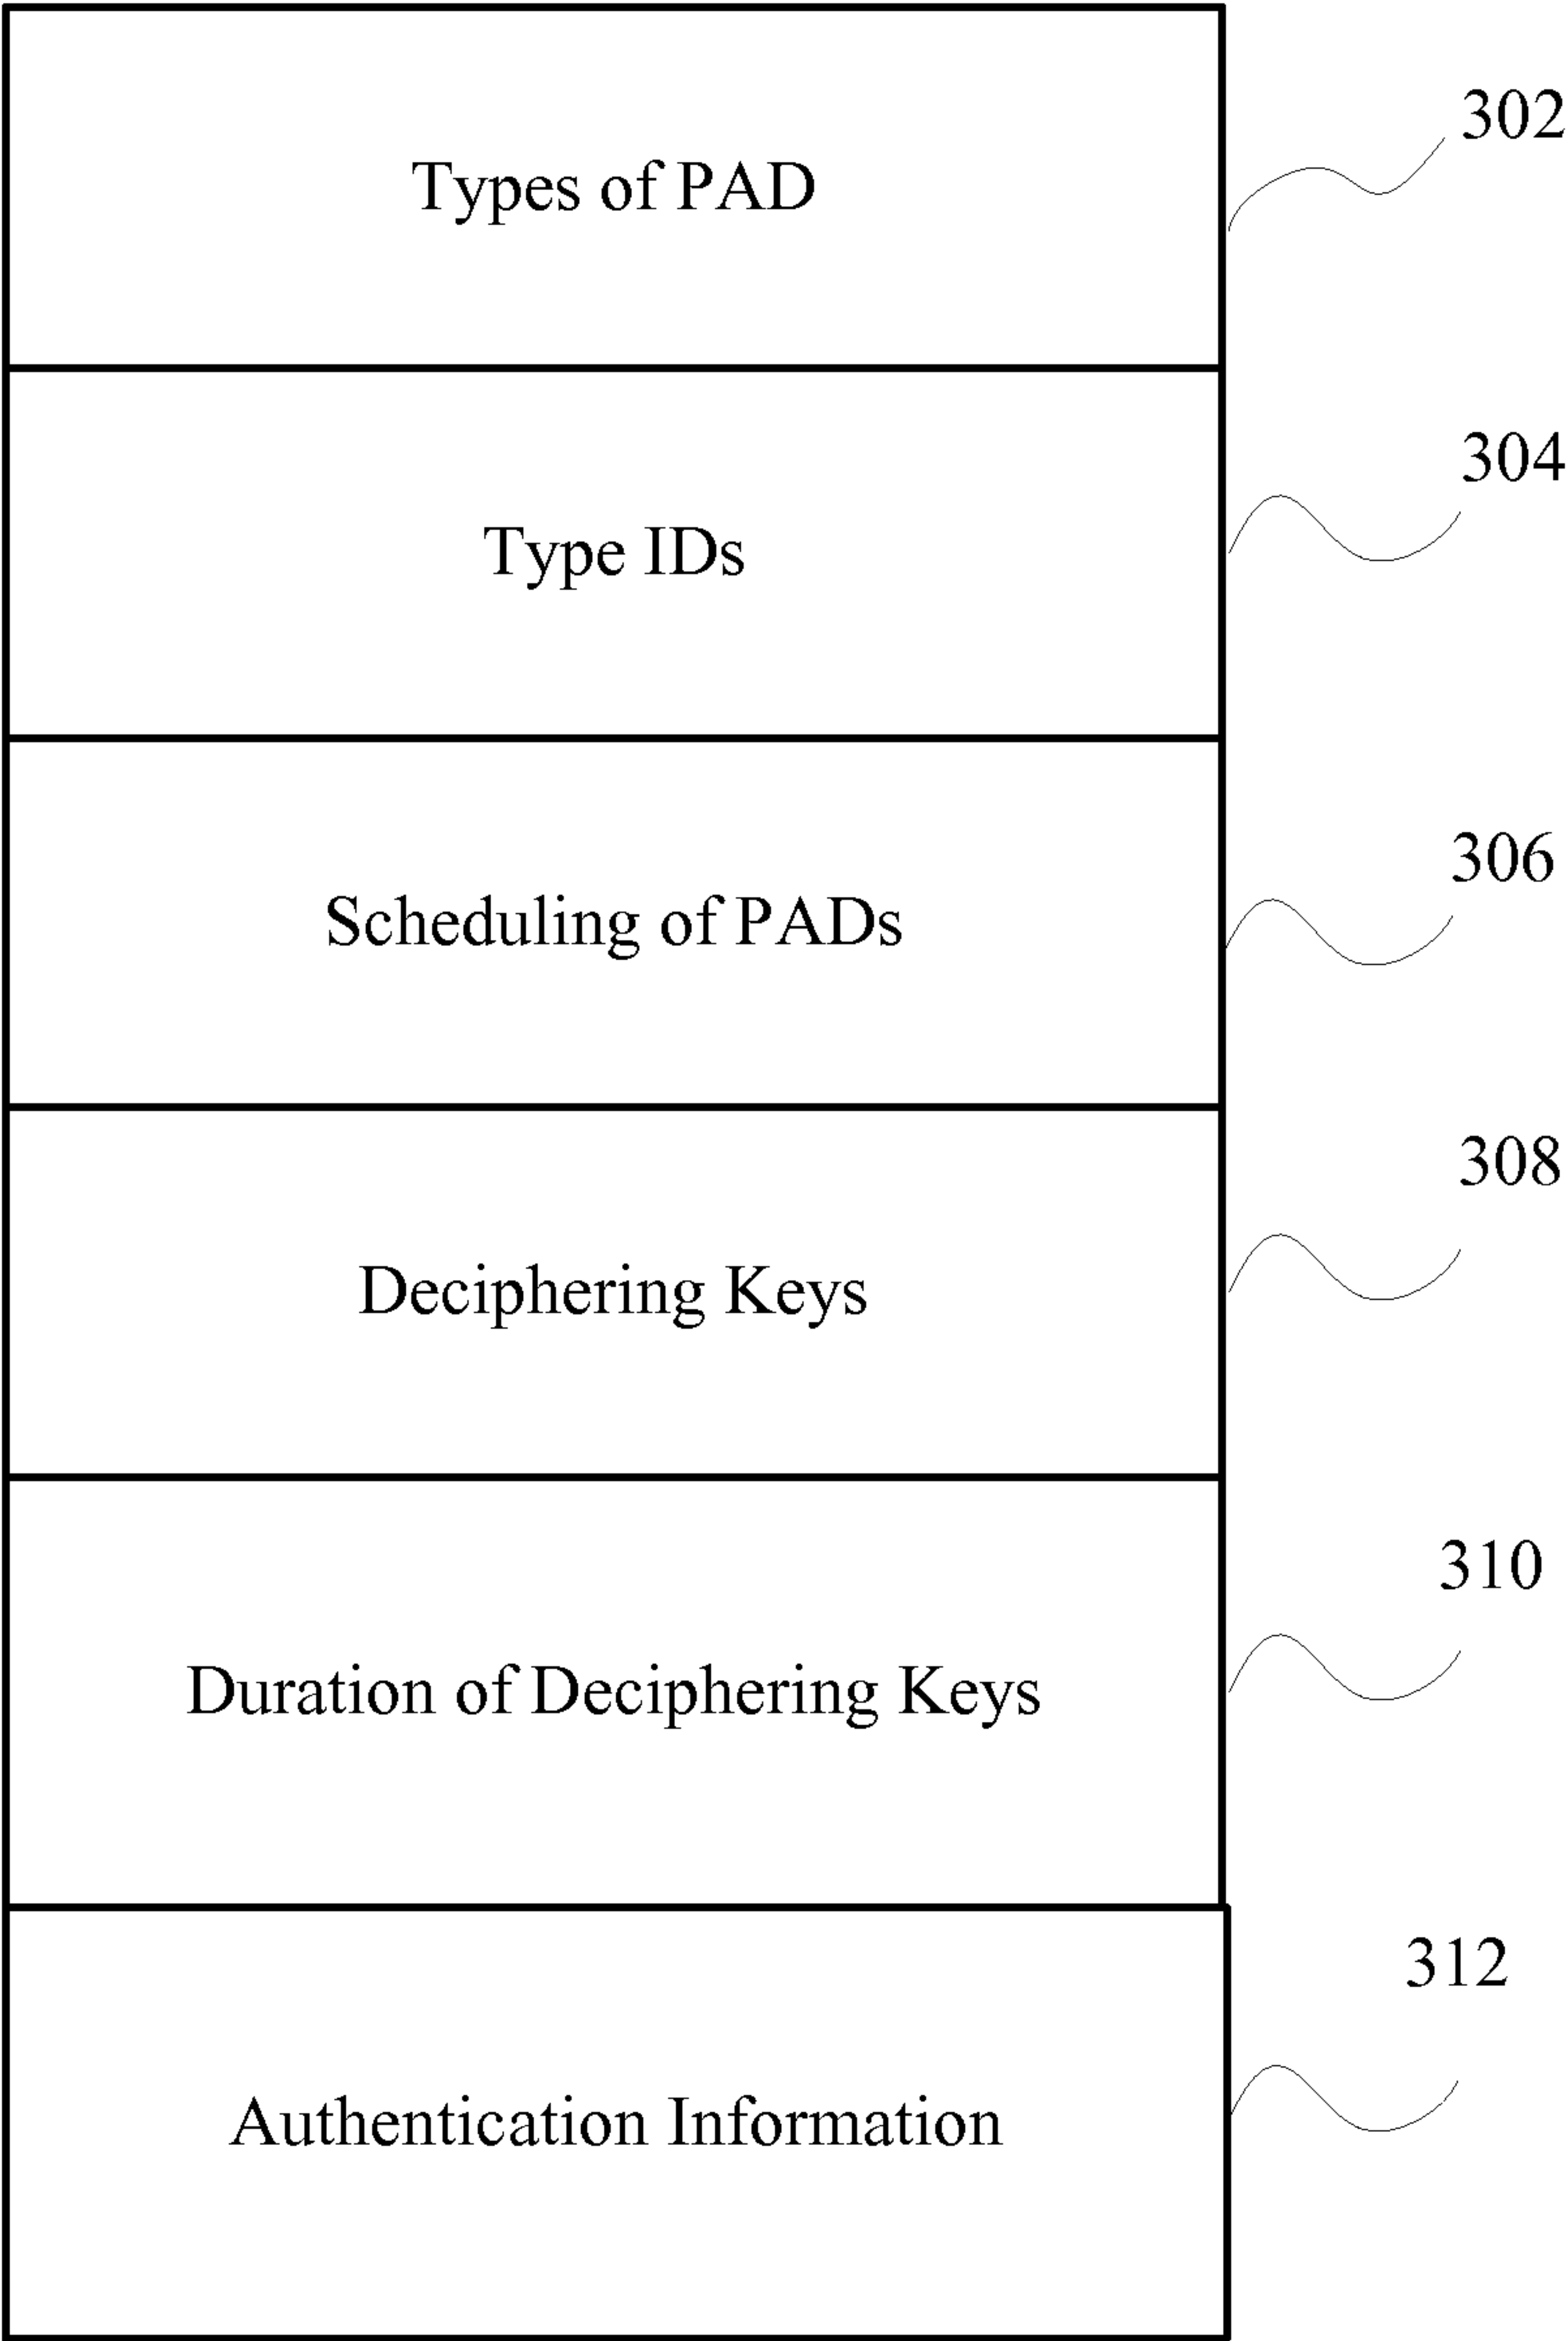 302
Types of PAD
304
Type IDs
306
Scheduling of PADs
308
Deciphering Keys
310
Duration of Deciphering Keys
312
Authentication Information